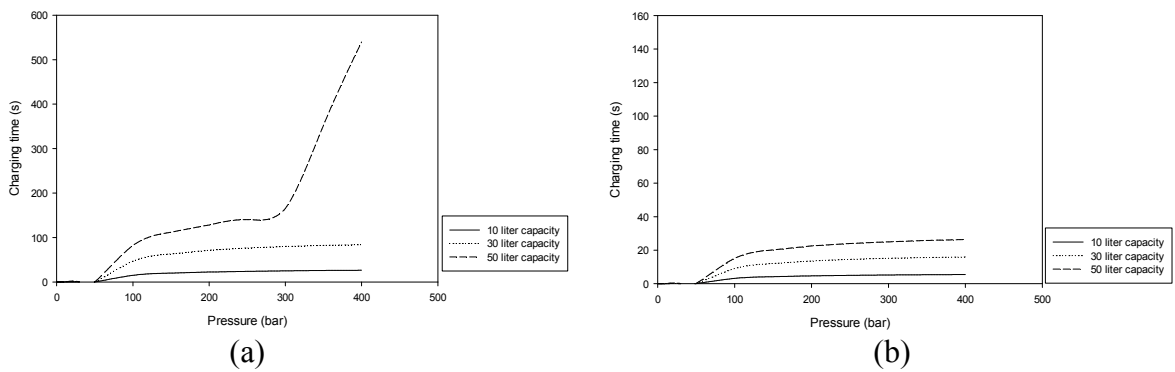 600
500
400
300
200
100
0
Charging time (s)
0 100 200 300 400 500
Pressure (bar)
10 liter capacity
30 liter capacity
50 liter capacity
(a)
160
140
120
100
80
60
40
20
0
Charging time (s)
0 100 200 300 400 500
Pressure (bar)
10 liter capacity
30 liter capacity
50 liter capacity
(b)